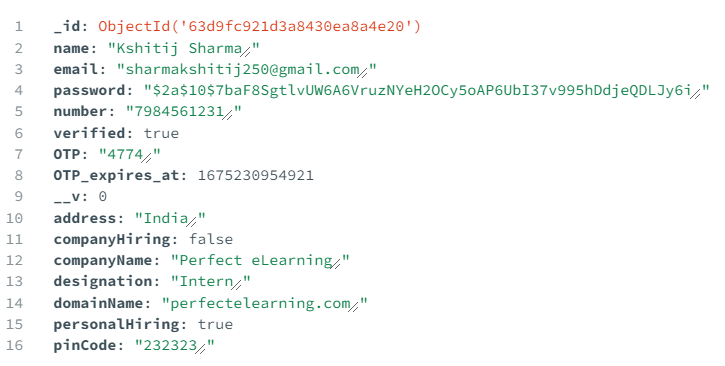 1 _id: ObjectId('63d9fc921d3a8430ea8a4e20')
2 name: "Kshitij Sharma"
3 email: "sharmakshitij250@gmail.com"
4 password: "$2a$10$7baF8SgtlvUW6A6VruzNYeH2OCy5oAP6UbI37v995hDdjeQDLJy6i"
5 number: "7984561231"
6 verified: true
7 OTP: "4774"
8 OTP_expires_at: 1675230954921
9 __v: 0
10 address: "India"
11 companyHiring: false
12 companyName: "Perfect eLearning"
13 designation: "Intern"
14 domainName: "perfectelearning.com"
15 personalHiring: true
16 pinCode: "232323"